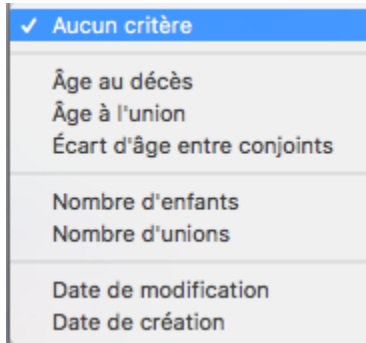 ✓ Aucun critère
Âge au décès
Âge à l'union
Écart d'âge entre conjoints
Nombre d'enfants
Nombre d'unions
Date de modification
Date de création